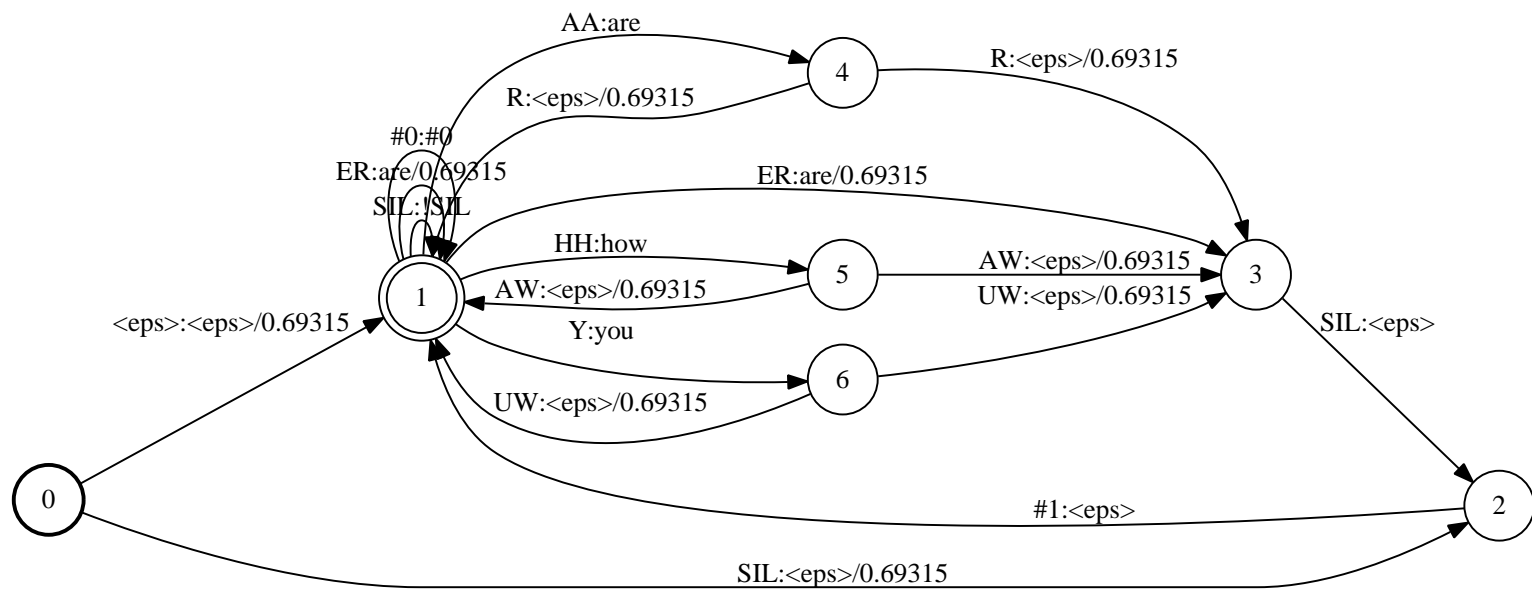 AA:are
4
R:<eps>/0.69315
R:<eps>/0.69315
#0:#0
ER:are/0.69315
ER:are/0.69315
SIL:!SIL
HH:how
AW:<eps>/0.69315
5
3
1
AW:<eps>/0.69315
UW:<eps>/0.69315
<eps>:<eps>/0.69315
SIL:<eps>
Y:you
6
UW:<eps>/0.69315
0
#1:<eps>
2
SIL:<eps>/0.69315